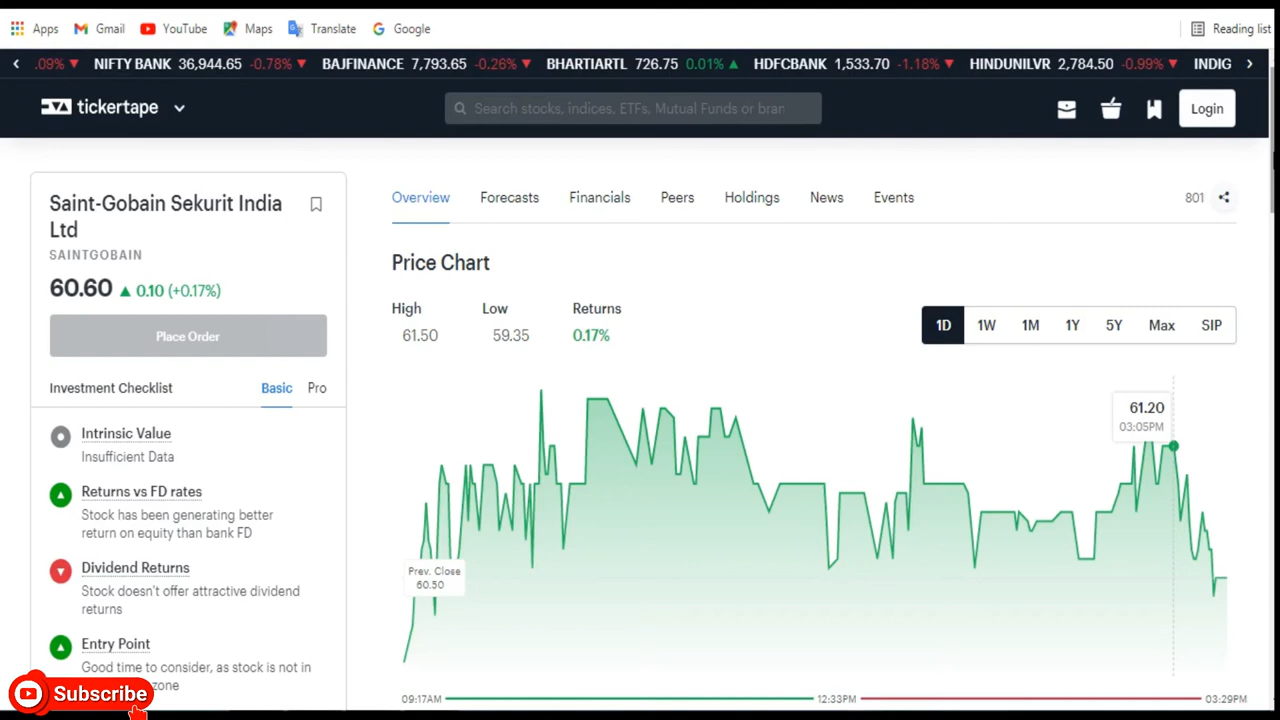 Apps Gmail YouTube Maps Translate Google Reading list
.09% NIFTY BANK 36,944.65 -0.78% BAJFINANCE 7,793.65 -0.26% BHARTIARTL 726.75 0.01% HDFCBANK 1,533.70 -1.18% HINDUNILVR 2,784.50 -0.99% INDIG
tickertape Search stocks, indices, ETFs, Mutual Funds or brar Login
Saint-Gobain Sekurit India
Ltd
SAINTGOBAIN
60.60 0.10 (+0.17%)
Place Order
Investment Checklist Basic Pro
Intrinsic Value
Insufficient Data
Returns vs FD rates
Stock has been generating better
return on equity than bank FD
Dividend Returns
Stock doesn't offer attractive dividend
returns
Entry Point
Good time to consider, as stock is not in
zone
Subscribe
Overview Forecasts Financials Peers Holdings News Events 801
Price Chart
High Low Returns
61.50 59.35 0.17%
1D 1W 1M 1Y 5Y Max SIP
61.20
03:05PM
Prev. Close
60.50
09:17AM 12:33PM 03:29PM